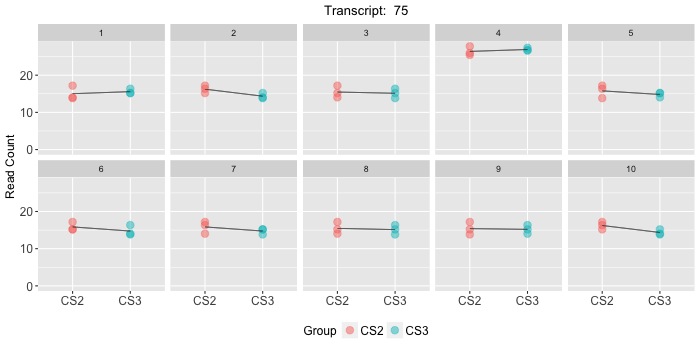 Transcript: 75
1 2 3 4 5
20
10
0
6 7 8 9 10
20
10
0
Read Count
CS2 CS3 CS2 CS3 CS2 CS3 CS2 CS3 CS2 CS3
Group CS2 CS3